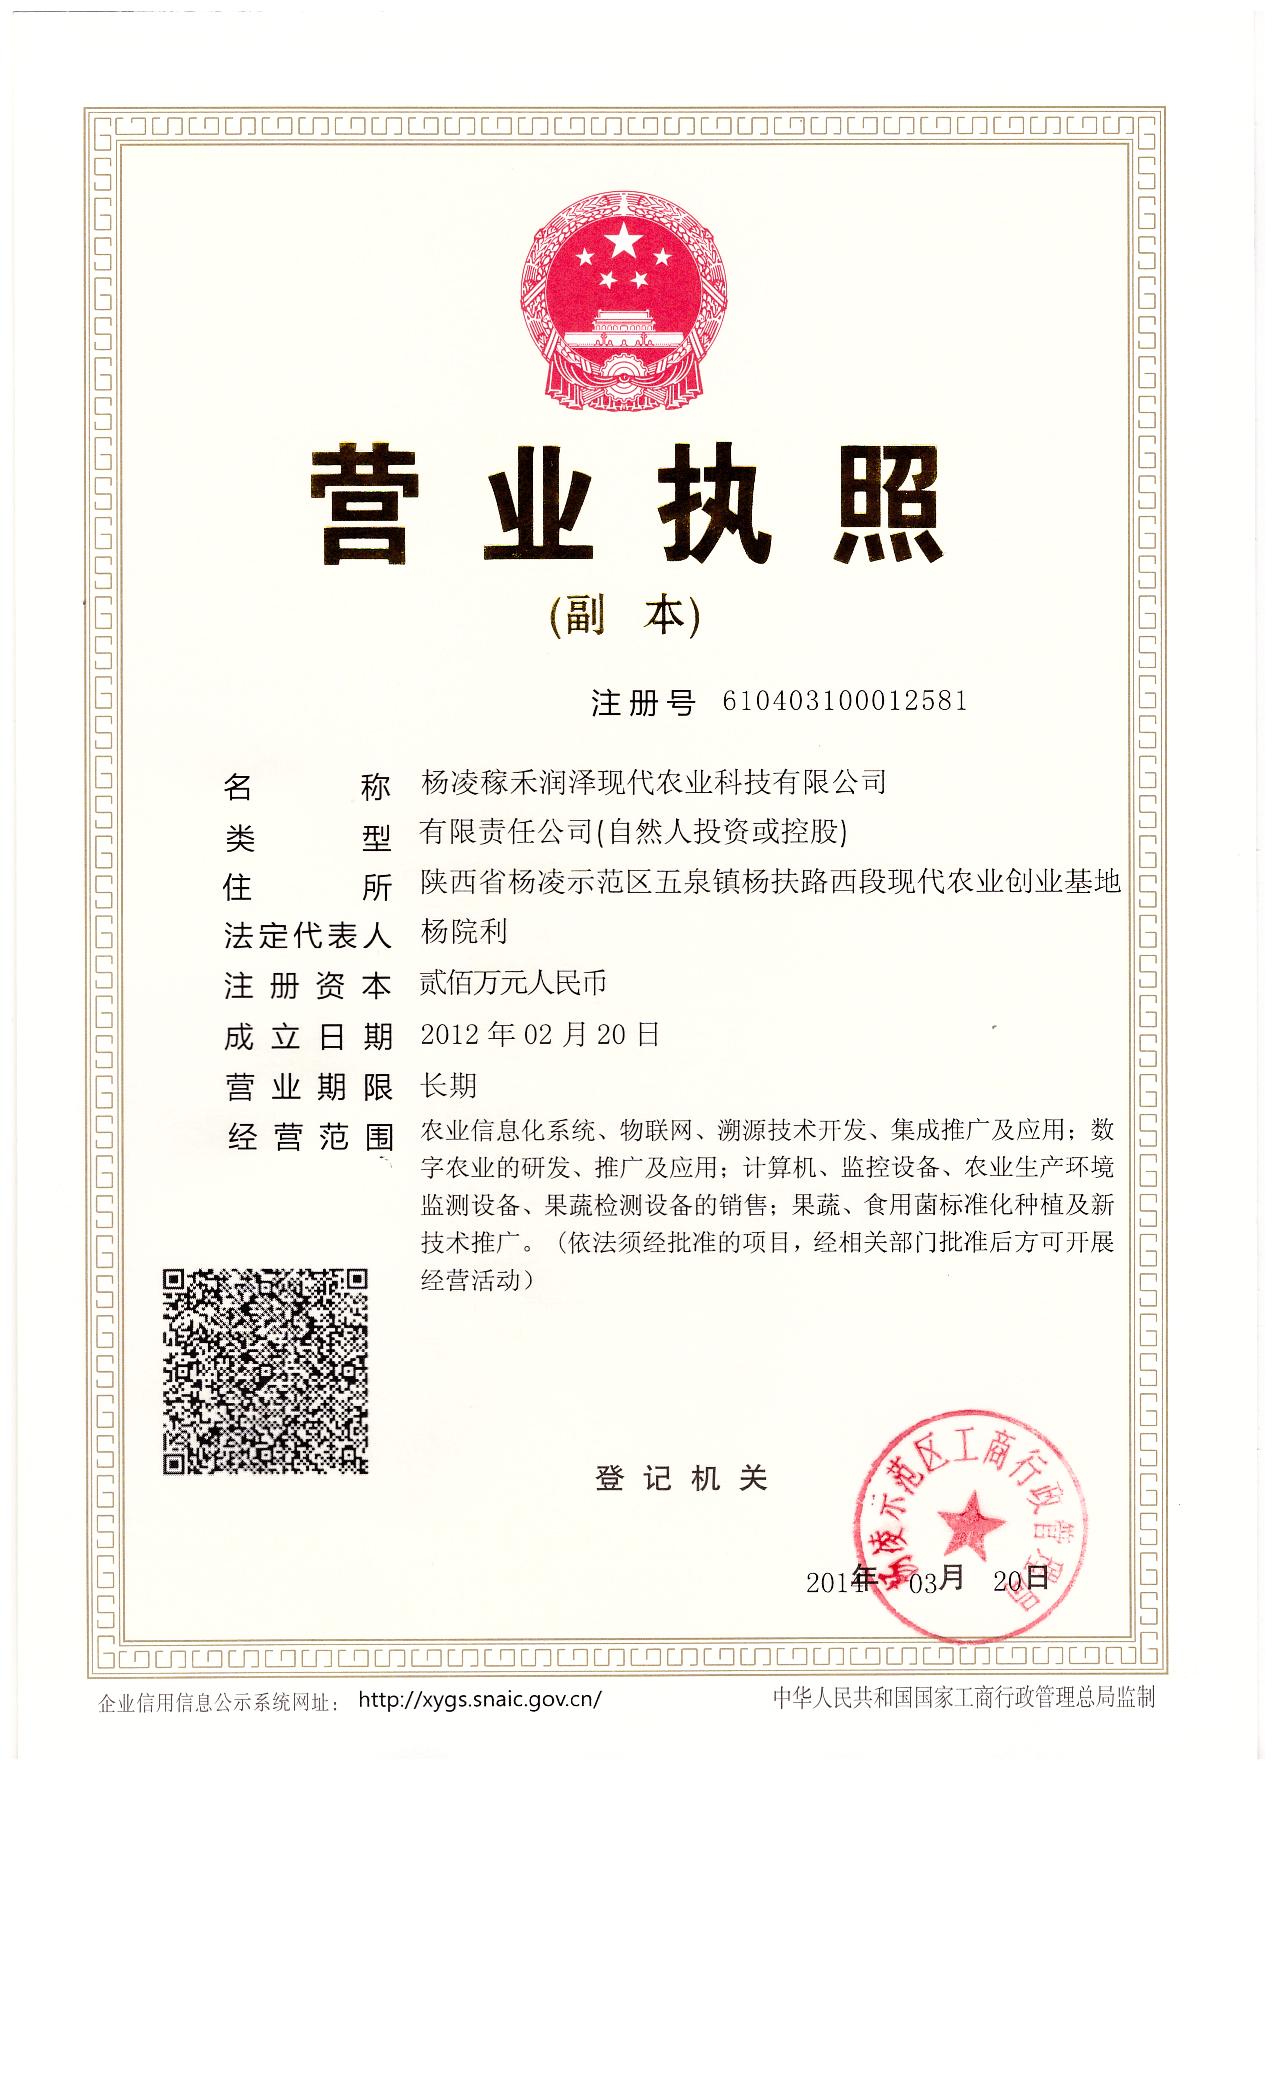 营业执照
(副 本)
注册号 610403100012581
名称 杨凌稼禾润泽现代农业科技有限公司
类型 有限责任公司(自然人投资或控股)
住所 陕西省杨凌示范区五泉镇杨扶路西段现代农业创业基地
法定代表人 杨院利
注册资本 贰佰万元人民币
成立日期 2012年02月20日
营业期限 长期
经营范围 农业信息化系统、物联网、溯源技术开发、集成推广及应用；数
字农业的研发、推广及应用；计算机、监控设备、农业生产环境
监测设备、果蔬检测设备的销售；果蔬、食用菌标准化种植及新
技术推广。（依法须经批准的项目，经相关部门批准后方可开展
经营活动）
登记机关
杨凌示范区工商行政管理局
2014年 03月 20日
企业信用信息公示系统网址： http://xygs.snaic.gov.cn/
中华人民共和国国家工商行政管理总局监制